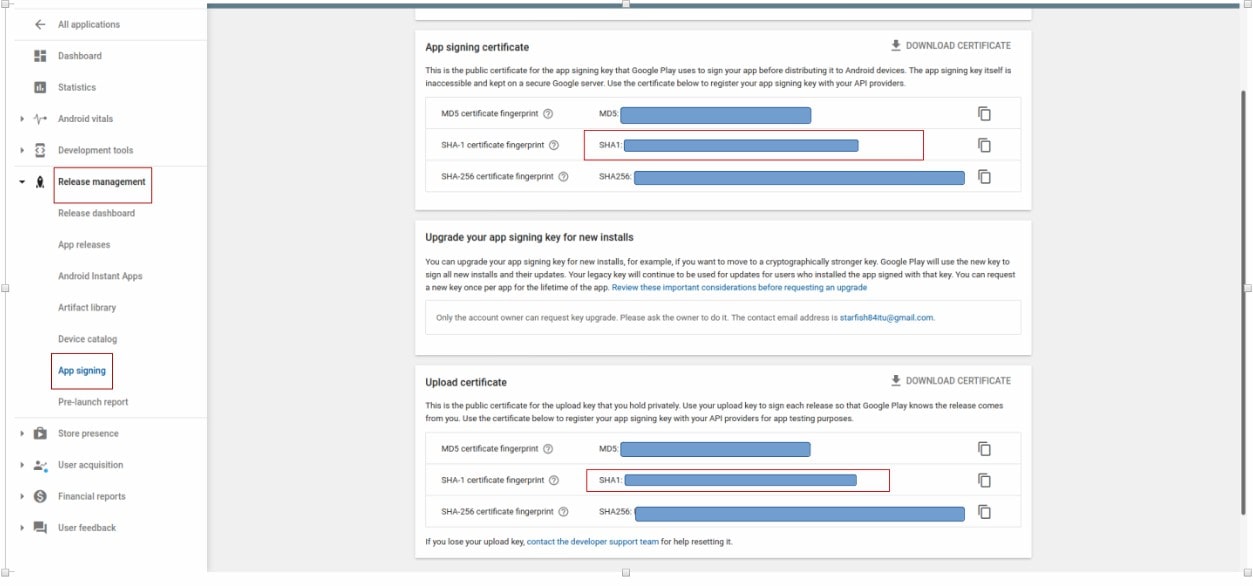 All applications
Dashboard
Statistics
Android vitals
Development tools
Release management
Release dashboard
App releases
Android Instant Apps
Artifact library
Device catalog
App signing
Pre-launch report
Store presence
User acquisition
Financial reports
User feedback
App signing certificate
DOWNLOAD CERTIFICATE
This is the public certificate for the app signing key that Google Play uses to sign your app before distributing it to Android devices. The app signing key itself is
inaccessible and kept on a secure Google server. Use the certificate below to register your app signing key with your API providers.
MD5 certificate fingerprint MD5:
SHA-1 certificate fingerprint SHA1:
SHA-256 certificate fingerprint SHA256:
Upgrade your app signing key for new installs
You can upgrade your app signing key for new installs, for example, if you want to move to a cryptographically stronger key. Google Play will use the new key to
sign all new installs and their updates. Your legacy key will continue to be used for updates for users who installed the app signed with that key. You can request
a new key once per app for the lifetime of the app. Review these important considerations before requesting an upgrade
Only the account owner can request key upgrade. Please ask the owner to do it. The contact email address is starfish84itu@gmail.com.
Upload certificate
DOWNLOAD CERTIFICATE
This is the public certificate for the upload key that you hold privately. Use your upload key to sign each release so that Google Play knows the release comes
from you. Use the certificate below to register your app signing key with your API providers for app testing purposes.
MD5 certificate fingerprint MD5:
SHA-1 certificate fingerprint SHA1:
SHA-256 certificate fingerprint SHA256:
If you lose your upload key, contact the developer support team for help resetting it.